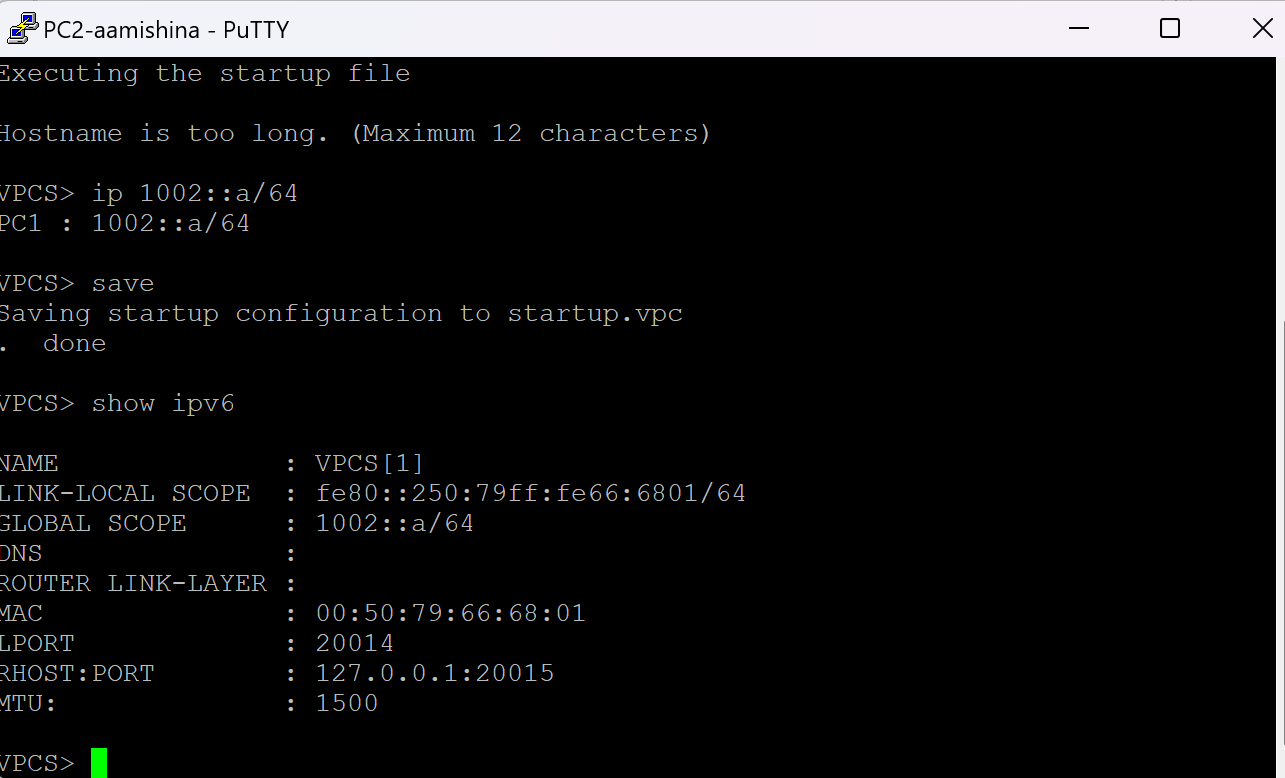 PC2-aamishina - PuTTY
Executing the startup file
Hostname is too long. (Maximum 12 characters)
VPCS> ip 1002::a/64
PC1 : 1002::a/64
VPCS> save
Saving startup configuration to startup.vpc
.  done
VPCS> show ipv6
NAME              : VPCS[1]
LINK-LOCAL SCOPE  : fe80::250:79ff:fe66:6801/64
GLOBAL SCOPE      : 1002::a/64
DNS               :
ROUTER LINK-LAYER :
MAC               : 00:50:79:66:68:01
LPORT             : 20014
RHOST:PORT        : 127.0.0.1:20015
MTU:              : 1500
VPCS>